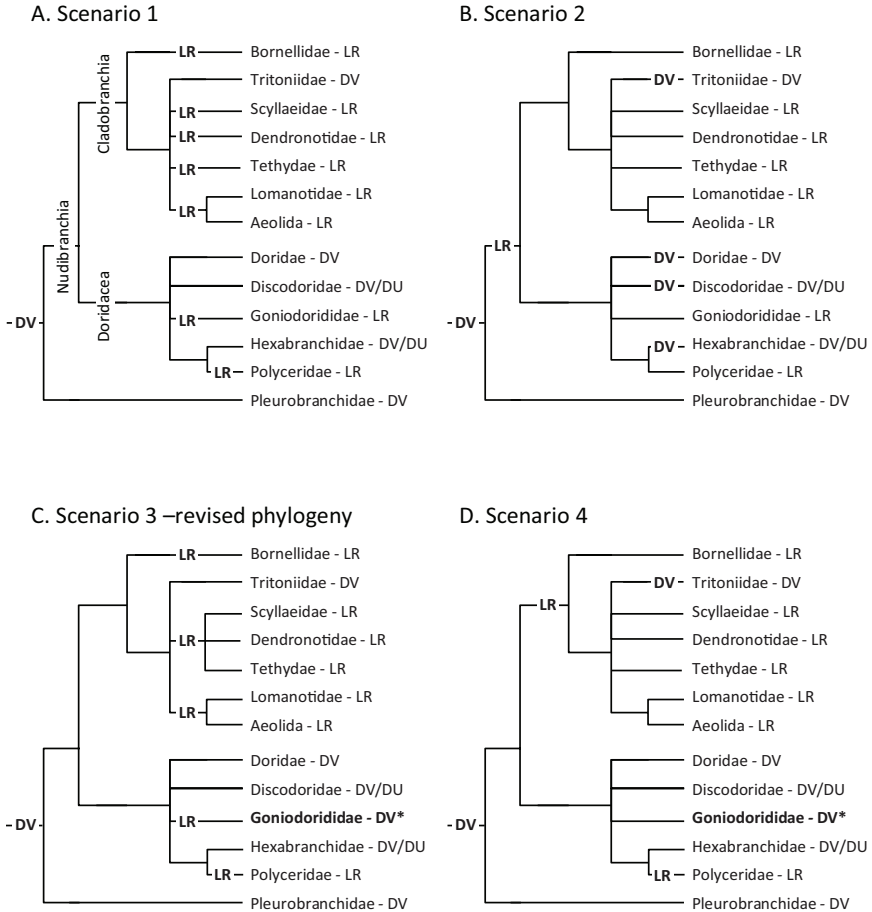 A. Scenario 1
LR
Bornellidae - LR
Tritoniidae - DV
LR
Scyllaeidae - LR
LR
Dendronotidae - LR
LR
Tethydae - LR
Lomanotidae - LR
LR
Aeolida - LR
Cladobranchia
Nudibranchia
Doridacea
Doridae - DV
Discodoridae - DV/DU
LR
Goniodorididae - LR
DV
Hexabranchidae - DV/DU
LR
Polyceridae - LR
Pleurobranchidae - DV
B. Scenario 2
Bornellidae - LR
DV
Tritoniidae - DV
Scyllaeidae - LR
Dendronotidae - LR
Tethydae - LR
Lomanotidae - LR
Aeolida - LR
LR
DV
Doridae - DV
DV
Discodoridae - DV/DU
Goniodorididae - LR
DV
DV
Hexabranchidae - DV/DU
Polyceridae - LR
Pleurobranchidae - DV
C. Scenario 3 –revised phylogeny
LR
Bornellidae - LR
Tritoniidae - DV
Scyllaeidae - LR
LR
Dendronotidae - LR
Tethydae - LR
Lomanotidae - LR
LR
Aeolida - LR
Doridae - DV
Discodoridae - DV/DU
DV
LR
Goniodorididae - DV*
Hexabranchidae - DV/DU
LR
Polyceridae - LR
Pleurobranchidae - DV
D. Scenario 4
Bornellidae - LR
DV
Tritoniidae - DV
LR
Scyllaeidae - LR
Dendronotidae - LR
Tethydae - LR
Lomanotidae - LR
Aeolida - LR
Doridae - DV
Discodoridae - DV/DU
DV
Goniodorididae - DV*
Hexabranchidae - DV/DU
LR
Polyceridae - LR
Pleurobranchidae - DV